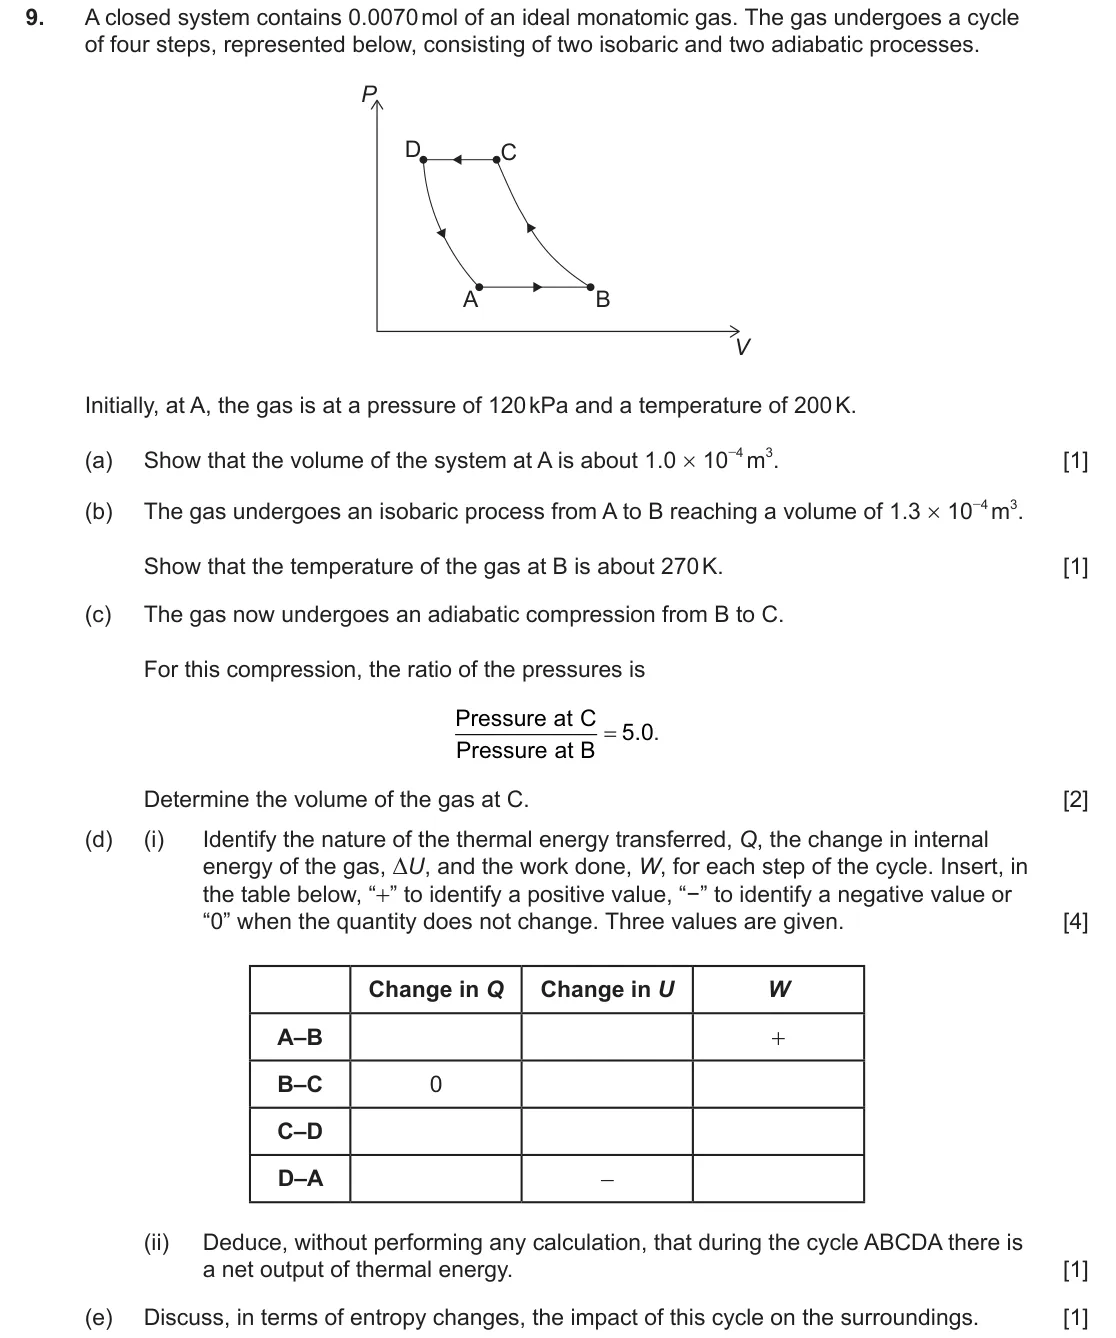 9. A closed system contains 0.0070 mol of an ideal monatomic gas. The gas undergoes a cycle
of four steps, represented below, consisting of two isobaric and two adiabatic processes.
P
D
C
A
B
V
Initially, at A, the gas is at a pressure of 120 kPa and a temperature of 200 K.
(a) Show that the volume of the system at A is about 1.0 × 10⁻⁴ m³. [1]
(b) The gas undergoes an isobaric process from A to B reaching a volume of 1.3 × 10⁻⁴ m³.
Show that the temperature of the gas at B is about 270 K. [1]
(c) The gas now undergoes an adiabatic compression from B to C.
For this compression, the ratio of the pressures is
Pressure at C
Pressure at B
= 5.0.
Determine the volume of the gas at C. [2]
(d) (i) Identify the nature of the thermal energy transferred, Q, the change in internal
energy of the gas, ΔU, and the work done, W, for each step of the cycle. Insert, in
the table below, “+” to identify a positive value, “−” to identify a negative value or
“0” when the quantity does not change. Three values are given. [4]
Change in Q Change in U W
A–B +
B–C 0
C–D
D–A −
(ii) Deduce, without performing any calculation, that during the cycle ABCDA there is
a net output of thermal energy. [1]
(e) Discuss, in terms of entropy changes, the impact of this cycle on the surroundings. [1]